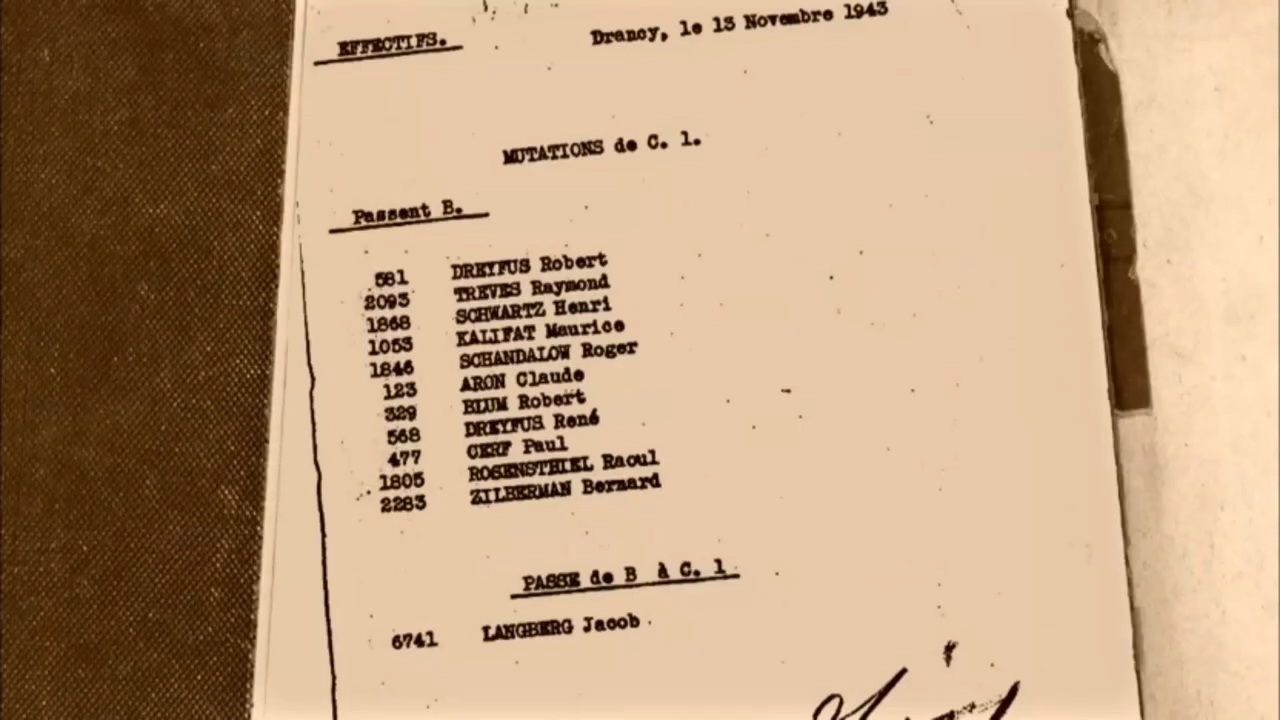 EFFECTIFS.
Drancy, le 13 Novembre 1943
MUTATIONS de C. 1.
Passent B.
581 DREYFUS Robert
2093 TREVES Raymond
1868 SCHWARTZ Henri
1053 KALIFAT Maurice
1846 SCHANDALOW Roger
123 ARON Claude
329 BLUM Robert
568 DREYFUS René
477 CERF Paul
1805 ROSENSTHIEL Raoul
2283 ZILBERMAN Bernard
PASSE de B à C. 1
6741 LANGBERG Jacob